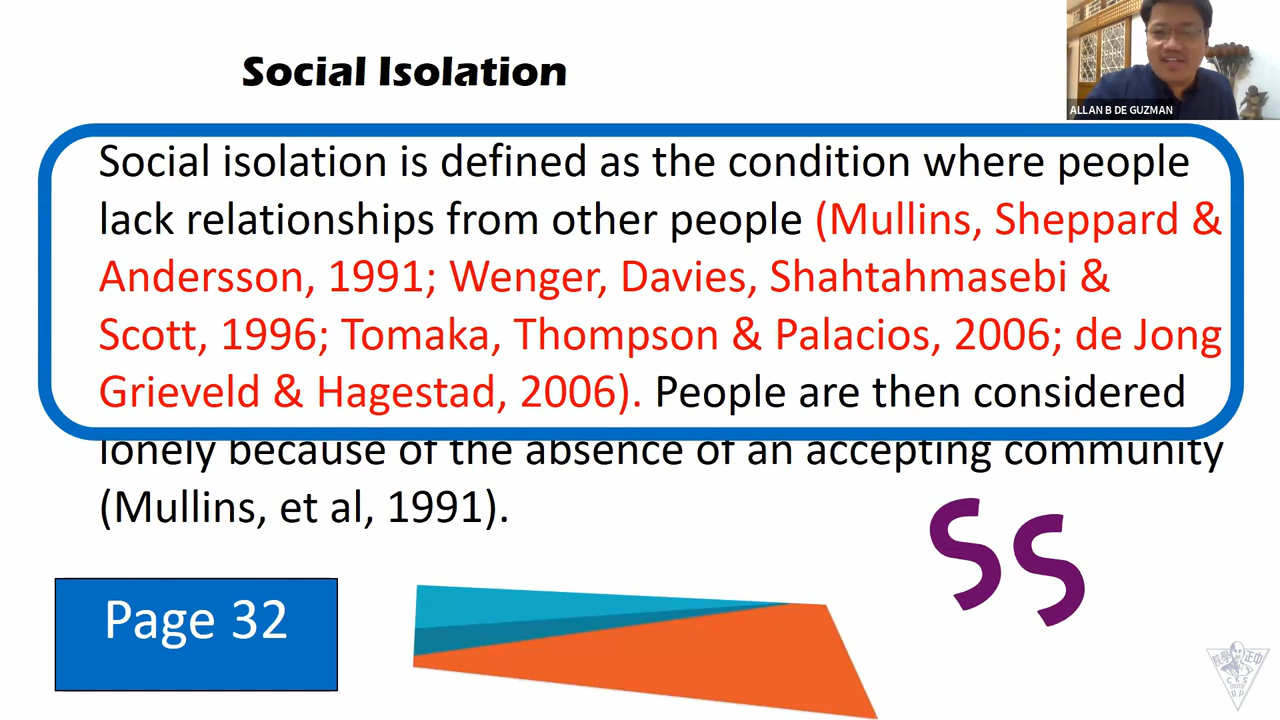 Social Isolation
ALLAN B DE GUZMAN
Social isolation is defined as the condition where people
lack relationships from other people (Mullins, Sheppard &
Andersson, 1991; Wenger, Davies, Shahtahmasebi &
Scott, 1996; Tomaka, Thompson & Palacios, 2006; de Jong
Grieveld & Hagestad, 2006). People are then considered
lonely because of the absence of an accepting community
(Mullins, et al, 1991).
SS
Page 32
CKS
R.P